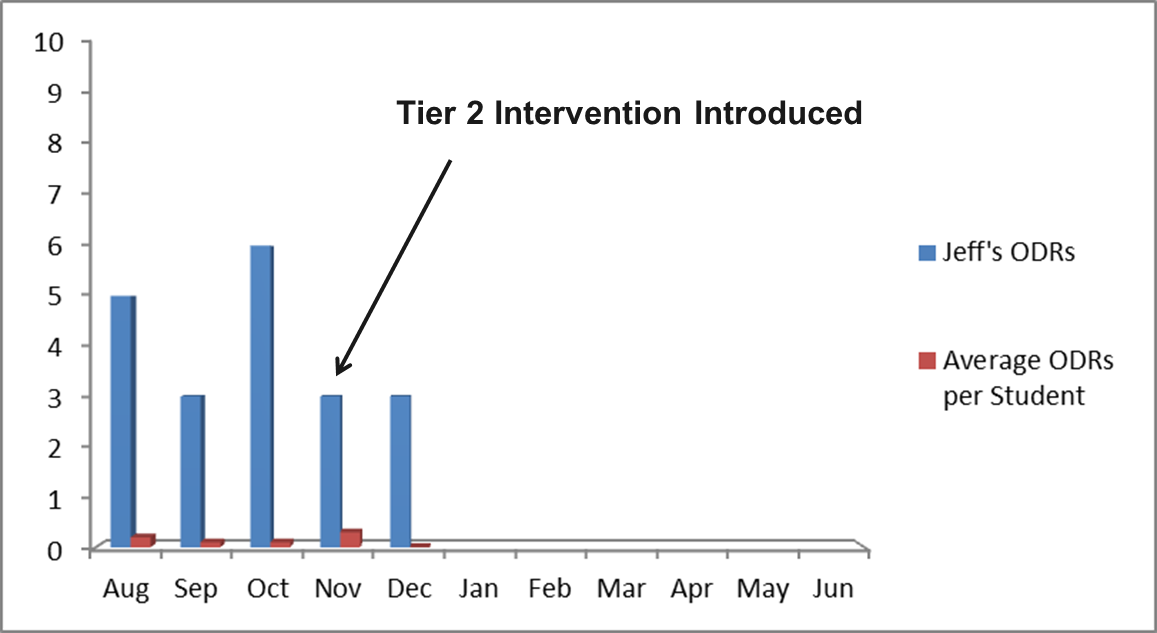 10
9
8
7
6
5
4
3
2
1
0
Tier 2 Intervention Introduced
Jeff's ODRs
Average ODRs
per Student
Aug Sep Oct Nov Dec Jan Feb Mar Apr May Jun